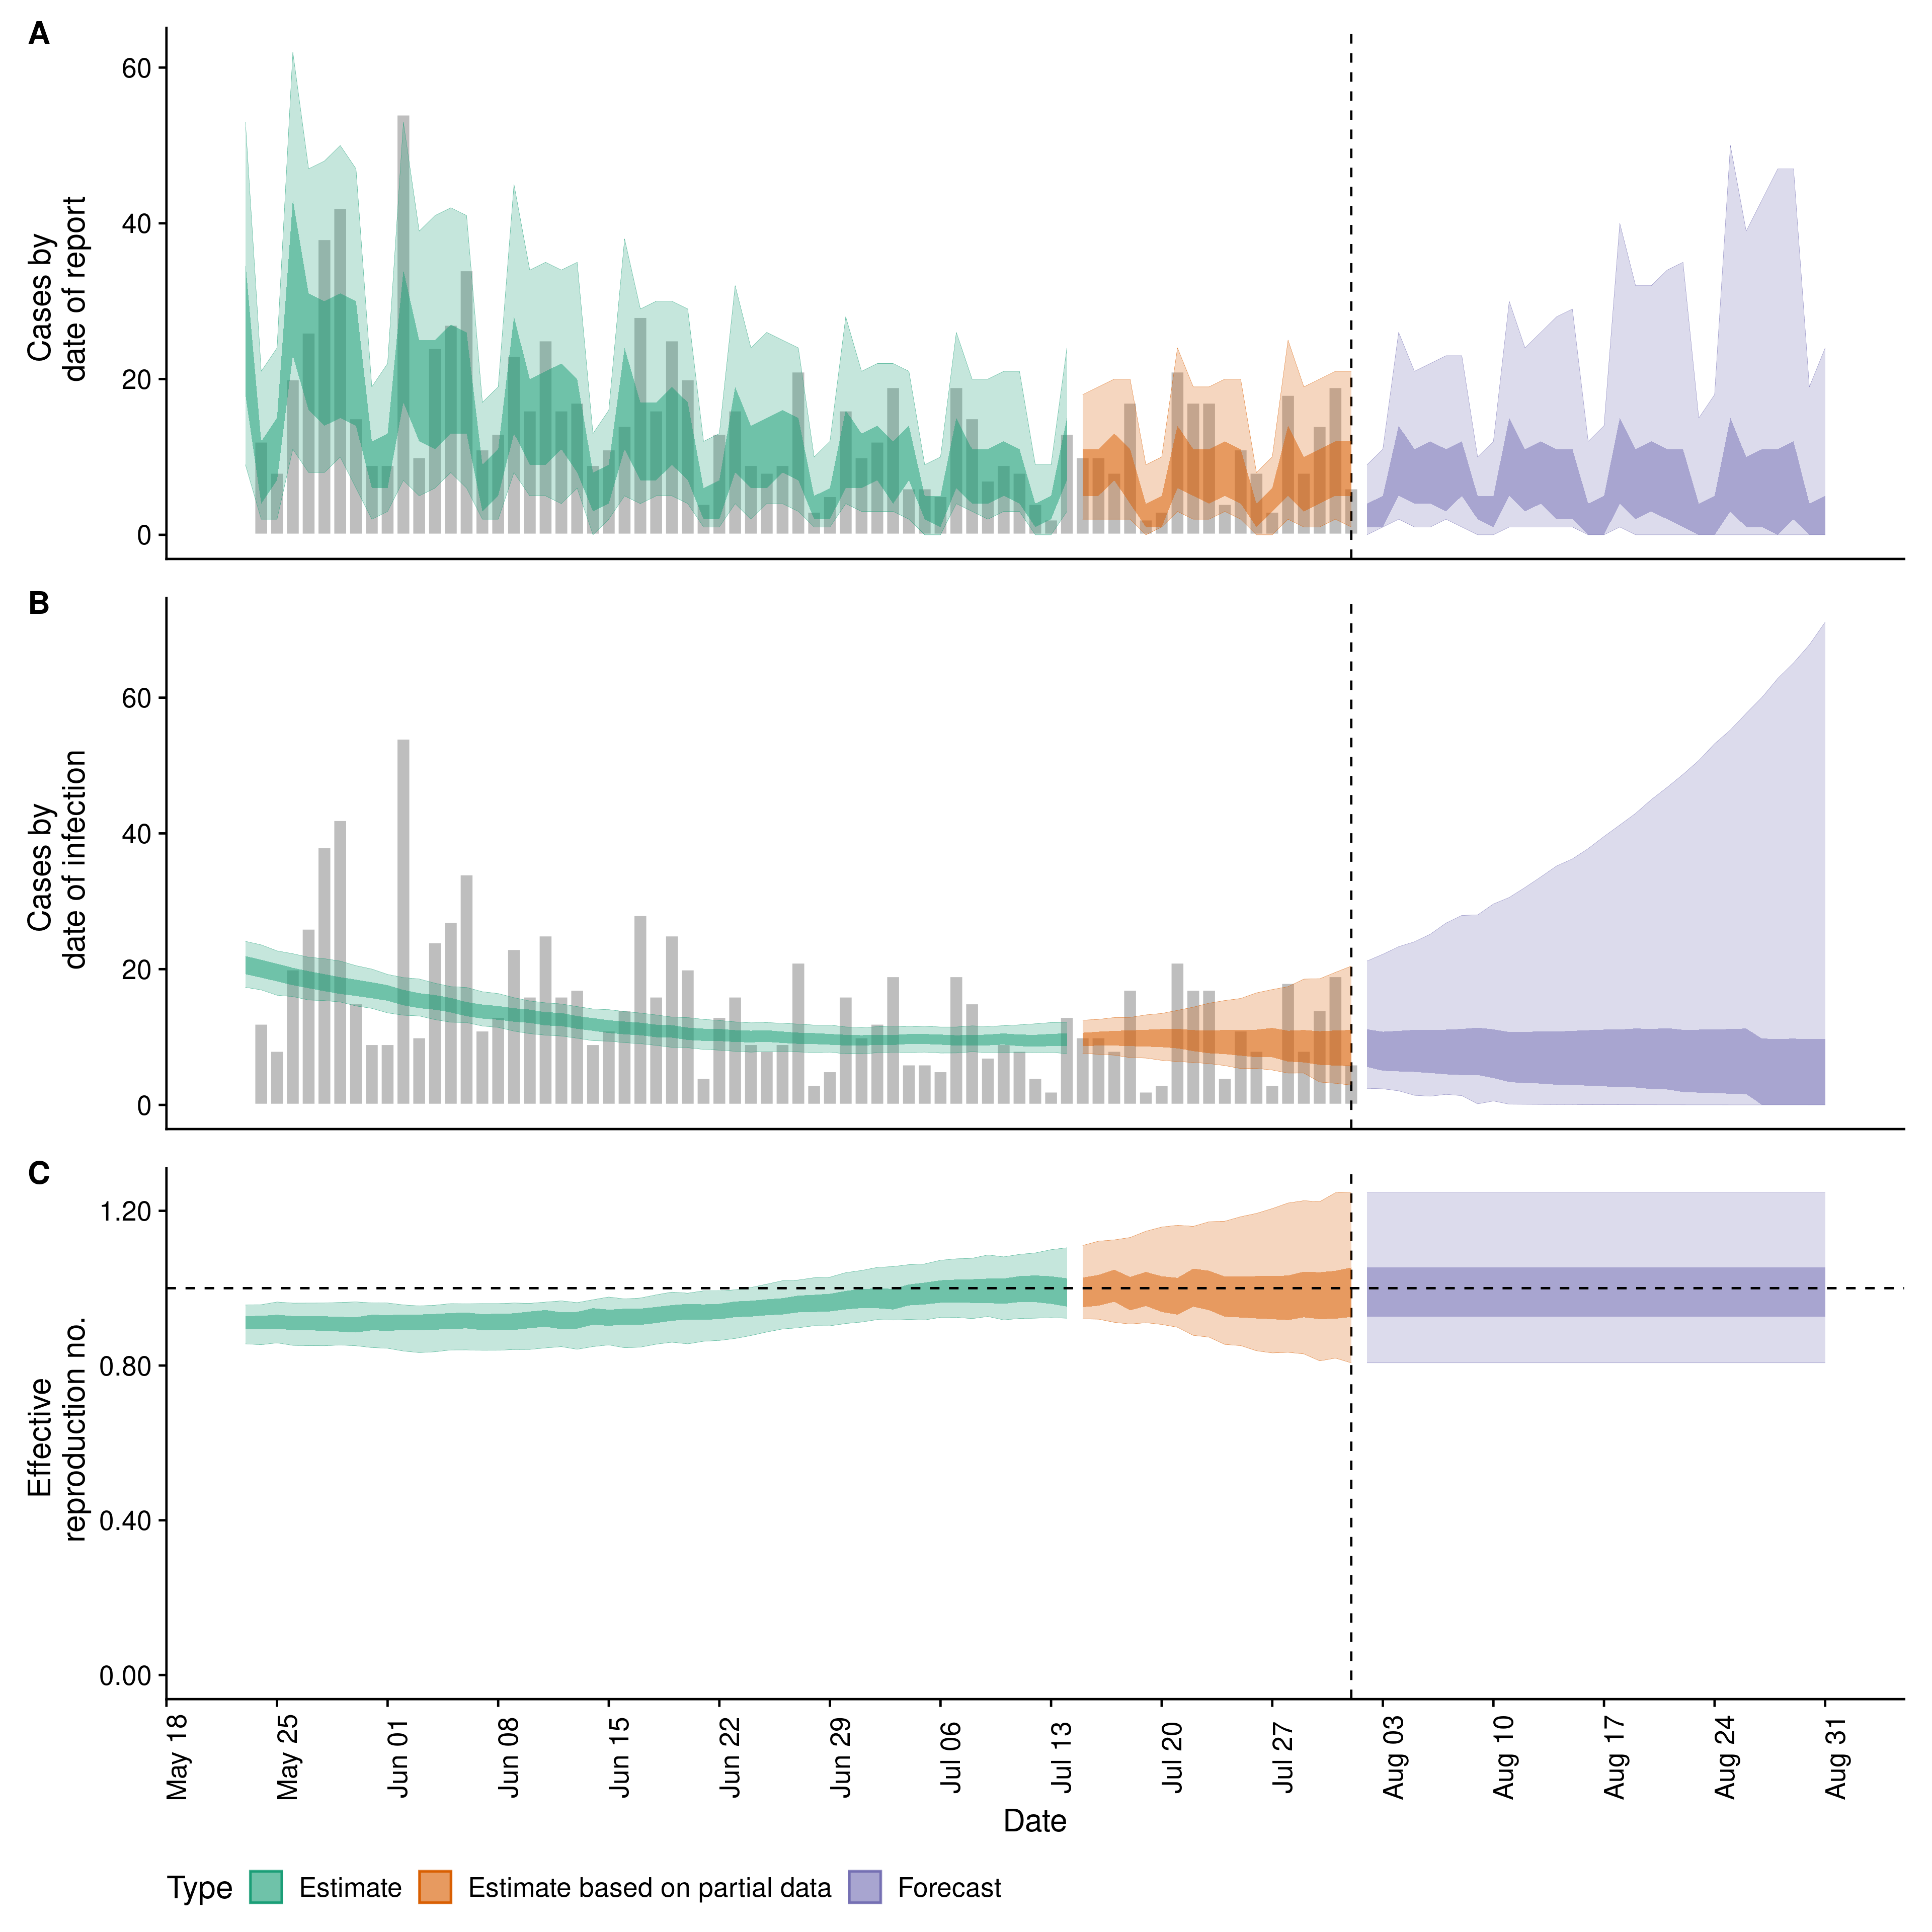 A
60
40
20
0
Cases by
date of report
B
60
40
20
0
Cases by
date of infection
C
1.20
0.80
0.40
0.00
Effective
reproduction no.
May 18
May 25
Jun 01
Jun 08
Jun 15
Jun 22
Jun 29
Jul 06
Jul 13
Jul 20
Jul 27
Aug 03
Aug 10
Aug 17
Aug 24
Aug 31
Date
Type Estimate Estimate based on partial data Forecast